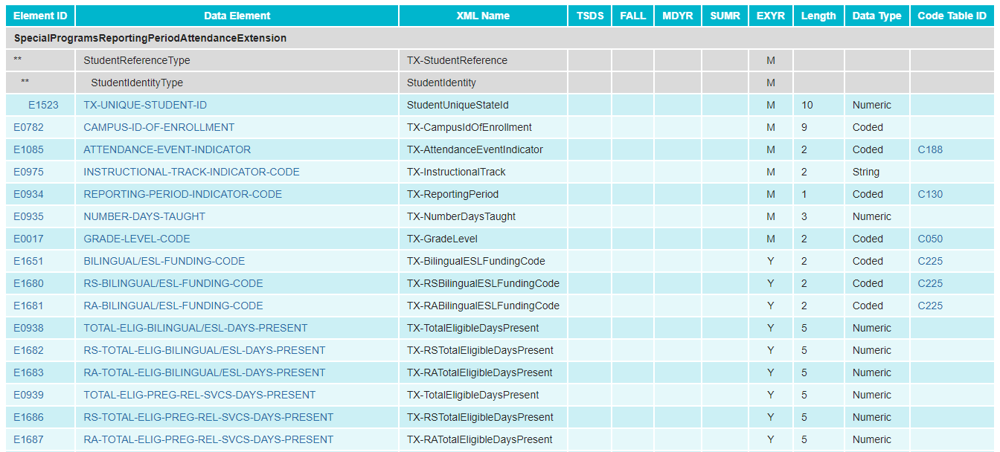 Element ID Data Element XML Name TSDS FALL MDYR SUMR EXYR Length Data Type Code Table ID
SpecialProgramsReportingPeriodAttendanceExtension
** StudentReferenceType TX-StudentReference M
** StudentIdentityType StudentIdentity M
E1523 TX-UNIQUE-STUDENT-ID StudentUniqueStateId M 10 Numeric
E0782 CAMPUS-ID-OF-ENROLLMENT TX-CampusIdOfEnrollment M 9 Coded
E1085 ATTENDANCE-EVENT-INDICATOR TX-AttendanceEventIndicator M 2 Coded C188
E0975 INSTRUCTIONAL-TRACK-INDICATOR-CODE TX-InstructionalTrack M 2 String
E0934 REPORTING-PERIOD-INDICATOR-CODE TX-ReportingPeriod M 1 Coded C130
E0935 NUMBER-DAYS-TAUGHT TX-NumberDaysTaught M 3 Numeric
E0017 GRADE-LEVEL-CODE TX-GradeLevel M 2 Coded C050
E1651 BILINGUAL/ESL-FUNDING-CODE TX-BilingualESLFundingCode Y 2 Coded C225
E1680 RS-BILINGUAL/ESL-FUNDING-CODE TX-RSBilingualESLFundingCode Y 2 Coded C225
E1681 RA-BILINGUAL/ESL-FUNDING-CODE TX-RABilingualESLFundingCode Y 2 Coded C225
E0938 TOTAL-ELIG-BILINGUAL/ESL-DAYS-PRESENT TX-TotalEligibleDaysPresent Y 5 Numeric
E1682 RS-TOTAL-ELIG-BILINGUAL/ESL-DAYS-PRESENT TX-RSTotalEligibleDaysPresent Y 5 Numeric
E1683 RA-TOTAL-ELIG-BILINGUAL/ESL-DAYS-PRESENT TX-RATotalEligibleDaysPresent Y 5 Numeric
E0939 TOTAL-ELIG-PREG-REL-SVCS-DAYS-PRESENT TX-TotalEligibleDaysPresent Y 5 Numeric
E1686 RS-TOTAL-ELIG-PREG-REL-SVCS-DAYS-PRESENT TX-RSTotalEligibleDaysPresent Y 5 Numeric
E1687 RA-TOTAL-ELIG-PREG-REL-SVCS-DAYS-PRESENT TX-RATotalEligibleDaysPresent Y 5 Numeric